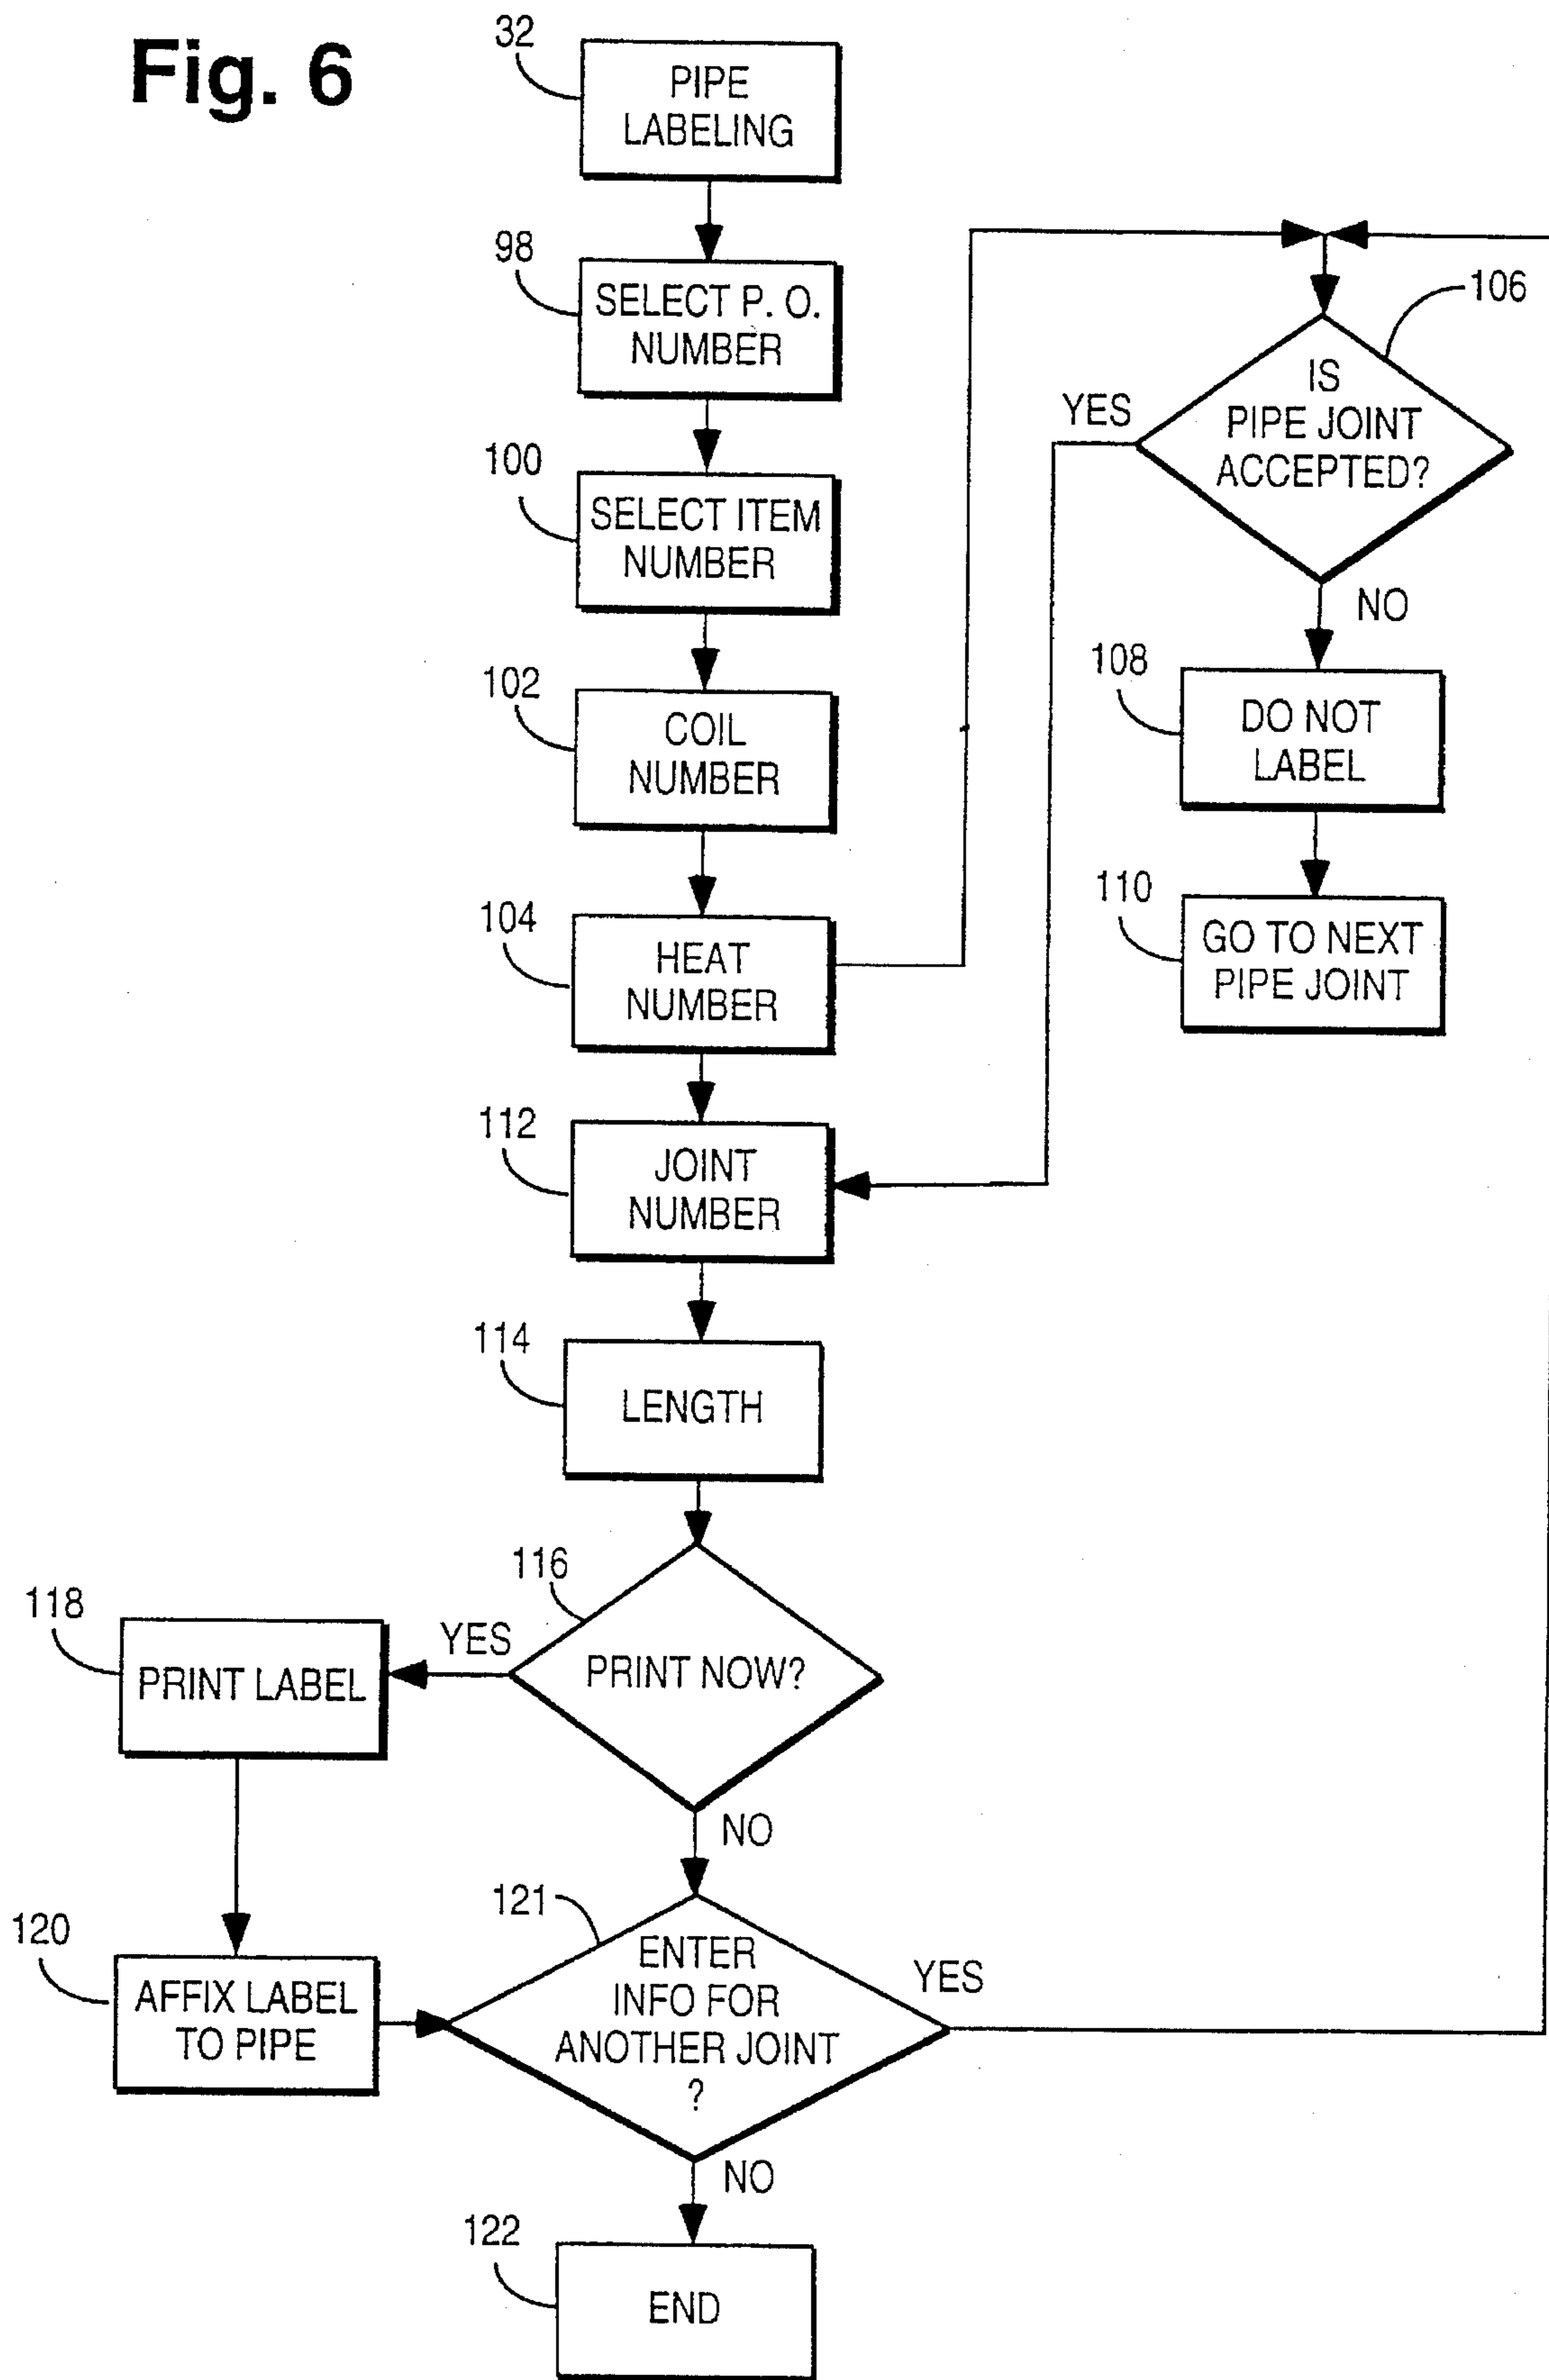 Fig. 6
32
PIPE
LABELING
98
SELECT P. O.
NUMBER
100
SELECT ITEM
NUMBER
102
COIL
NUMBER
104
HEAT
NUMBER
106
IS
PIPE JOINT
ACCEPTED?
YES
NO
108
DO NOT
LABEL
110
GO TO NEXT
PIPE JOINT
112
JOINT
NUMBER
114
LENGTH
116
PRINT NOW?
YES
NO
118
PRINT LABEL
120
AFFIX LABEL
TO PIPE
121
ENTER
INFO FOR
ANOTHER JOINT
?
YES
NO
122
END